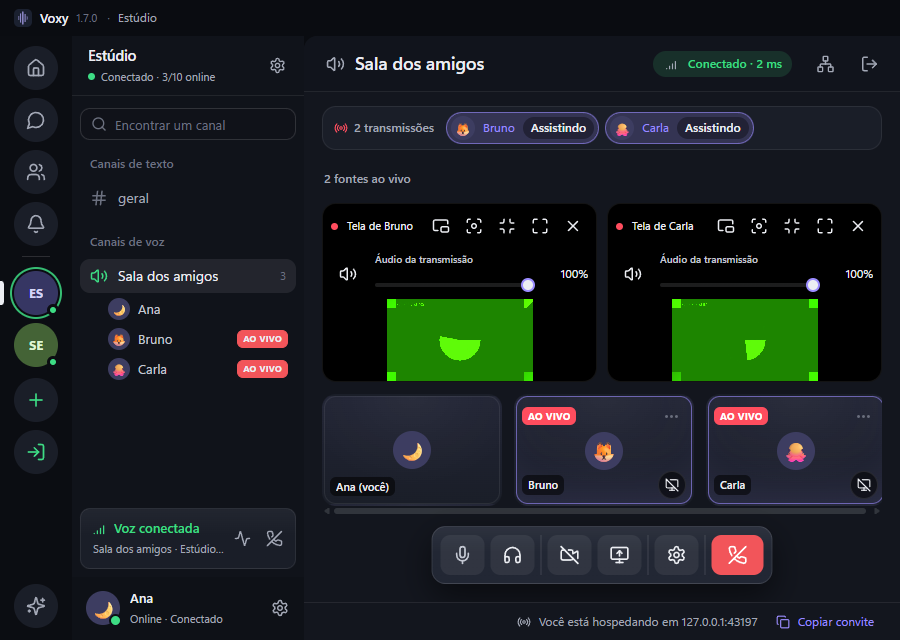 Voxy 1.7.0 · Estúdio
Estúdio
Conectado · 3/10 online
Encontrar um canal
Canais de texto
# geral
Canais de voz
Sala dos amigos 3
Ana
Bruno AO VIVO
Carla AO VIVO
ES
SE
Voz conectada
Sala dos amigos · Estúdio...
Ana
Online · Conectado
Sala dos amigos
Conectado · 2 ms
2 transmissões Bruno Assistindo Carla Assistindo
2 fontes ao vivo
Tela de Bruno
Áudio da transmissão
100%
Tela de Carla
Áudio da transmissão
100%
Ana (você)
AO VIVO
Bruno
AO VIVO
Carla
Você está hospedando em 127.0.0.1:43197 Copiar convite